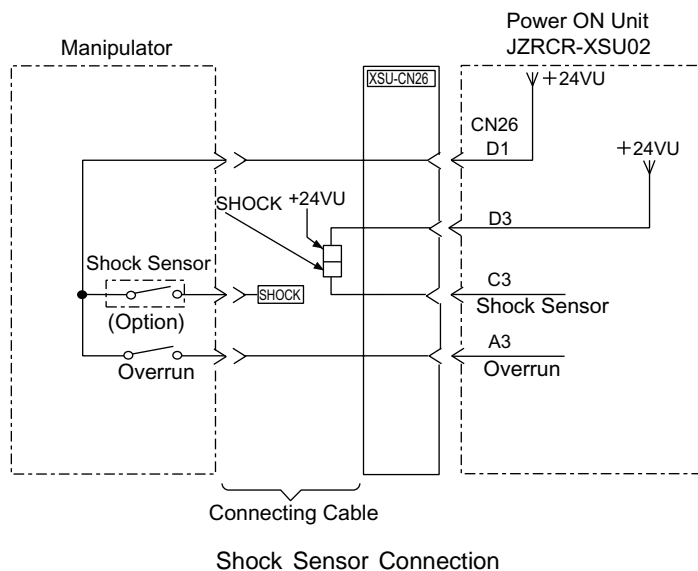 Power ON Unit
JZRCR-XSU02
Manipulator
XSU-CN26
+24VU
CN26
D1
+24VU
SHOCK
+24VU
D3
Shock Sensor
(Option)
SHOCK
C3
Shock Sensor
A3
Overrun
Overrun
Connecting Cable
Shock Sensor Connection